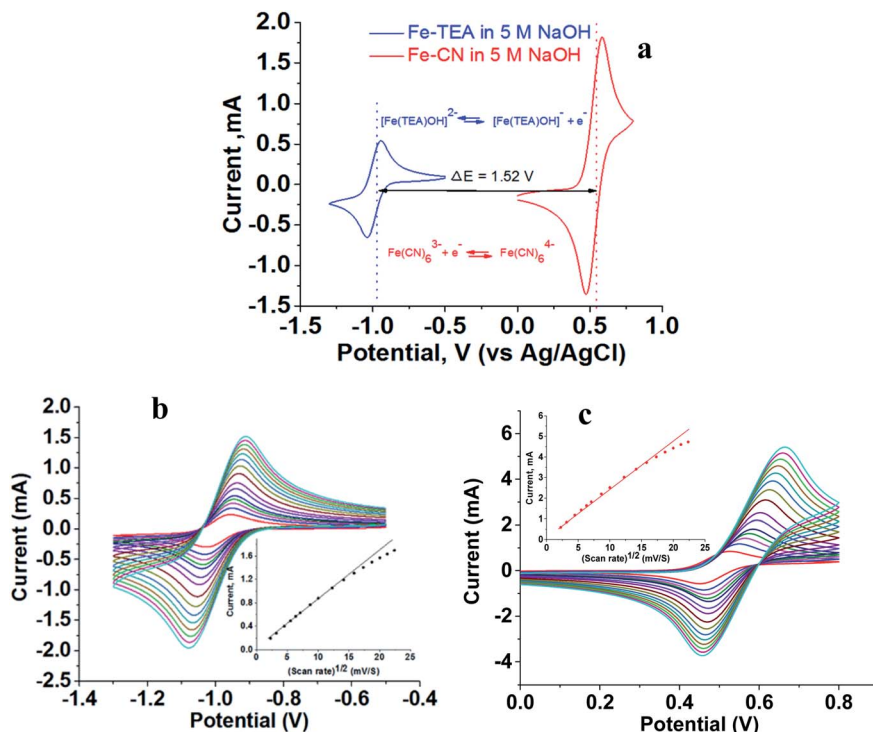 Fe-TEA in 5 M NaOH
Fe-CN in 5 M NaOH
a
[Fe(TEA)OH]²⁻ ⇌ [Fe(TEA)OH]⁻ + e⁻
△E = 1.52 V
Fe(CN)₆³⁻ + e⁻ ⇌ Fe(CN)₆⁴⁻
Current ,mA
2.0
1.5
1.0
0.5
0.0
-0.5
-1.0
-1.5
-1.5 -1.0 -0.5 0.0 0.5 1.0
Potential, V (vs Ag/AgCl)
b
Current (mA)
2.0
1.5
1.0
0.5
0.0
-0.5
-1.0
-1.5
-2.0
-2.5
-1.4 -1.2 -1.0 -0.8 -0.6 -0.4
Potential (V)
Current, mA
1.6
1.2
0.8
0.4
0.0
0 5 10 15 20 25
(Scan rate)^1/2 (mV/S)
c
Current (mA)
6
4
2
0
-2
-4
0.0 0.2 0.4 0.6 0.8
Potential (V)
Current, mA
6
5
4
3
2
1
0
0 5 10 15 20 25
(Scan rate)^1/2 (mV/S)